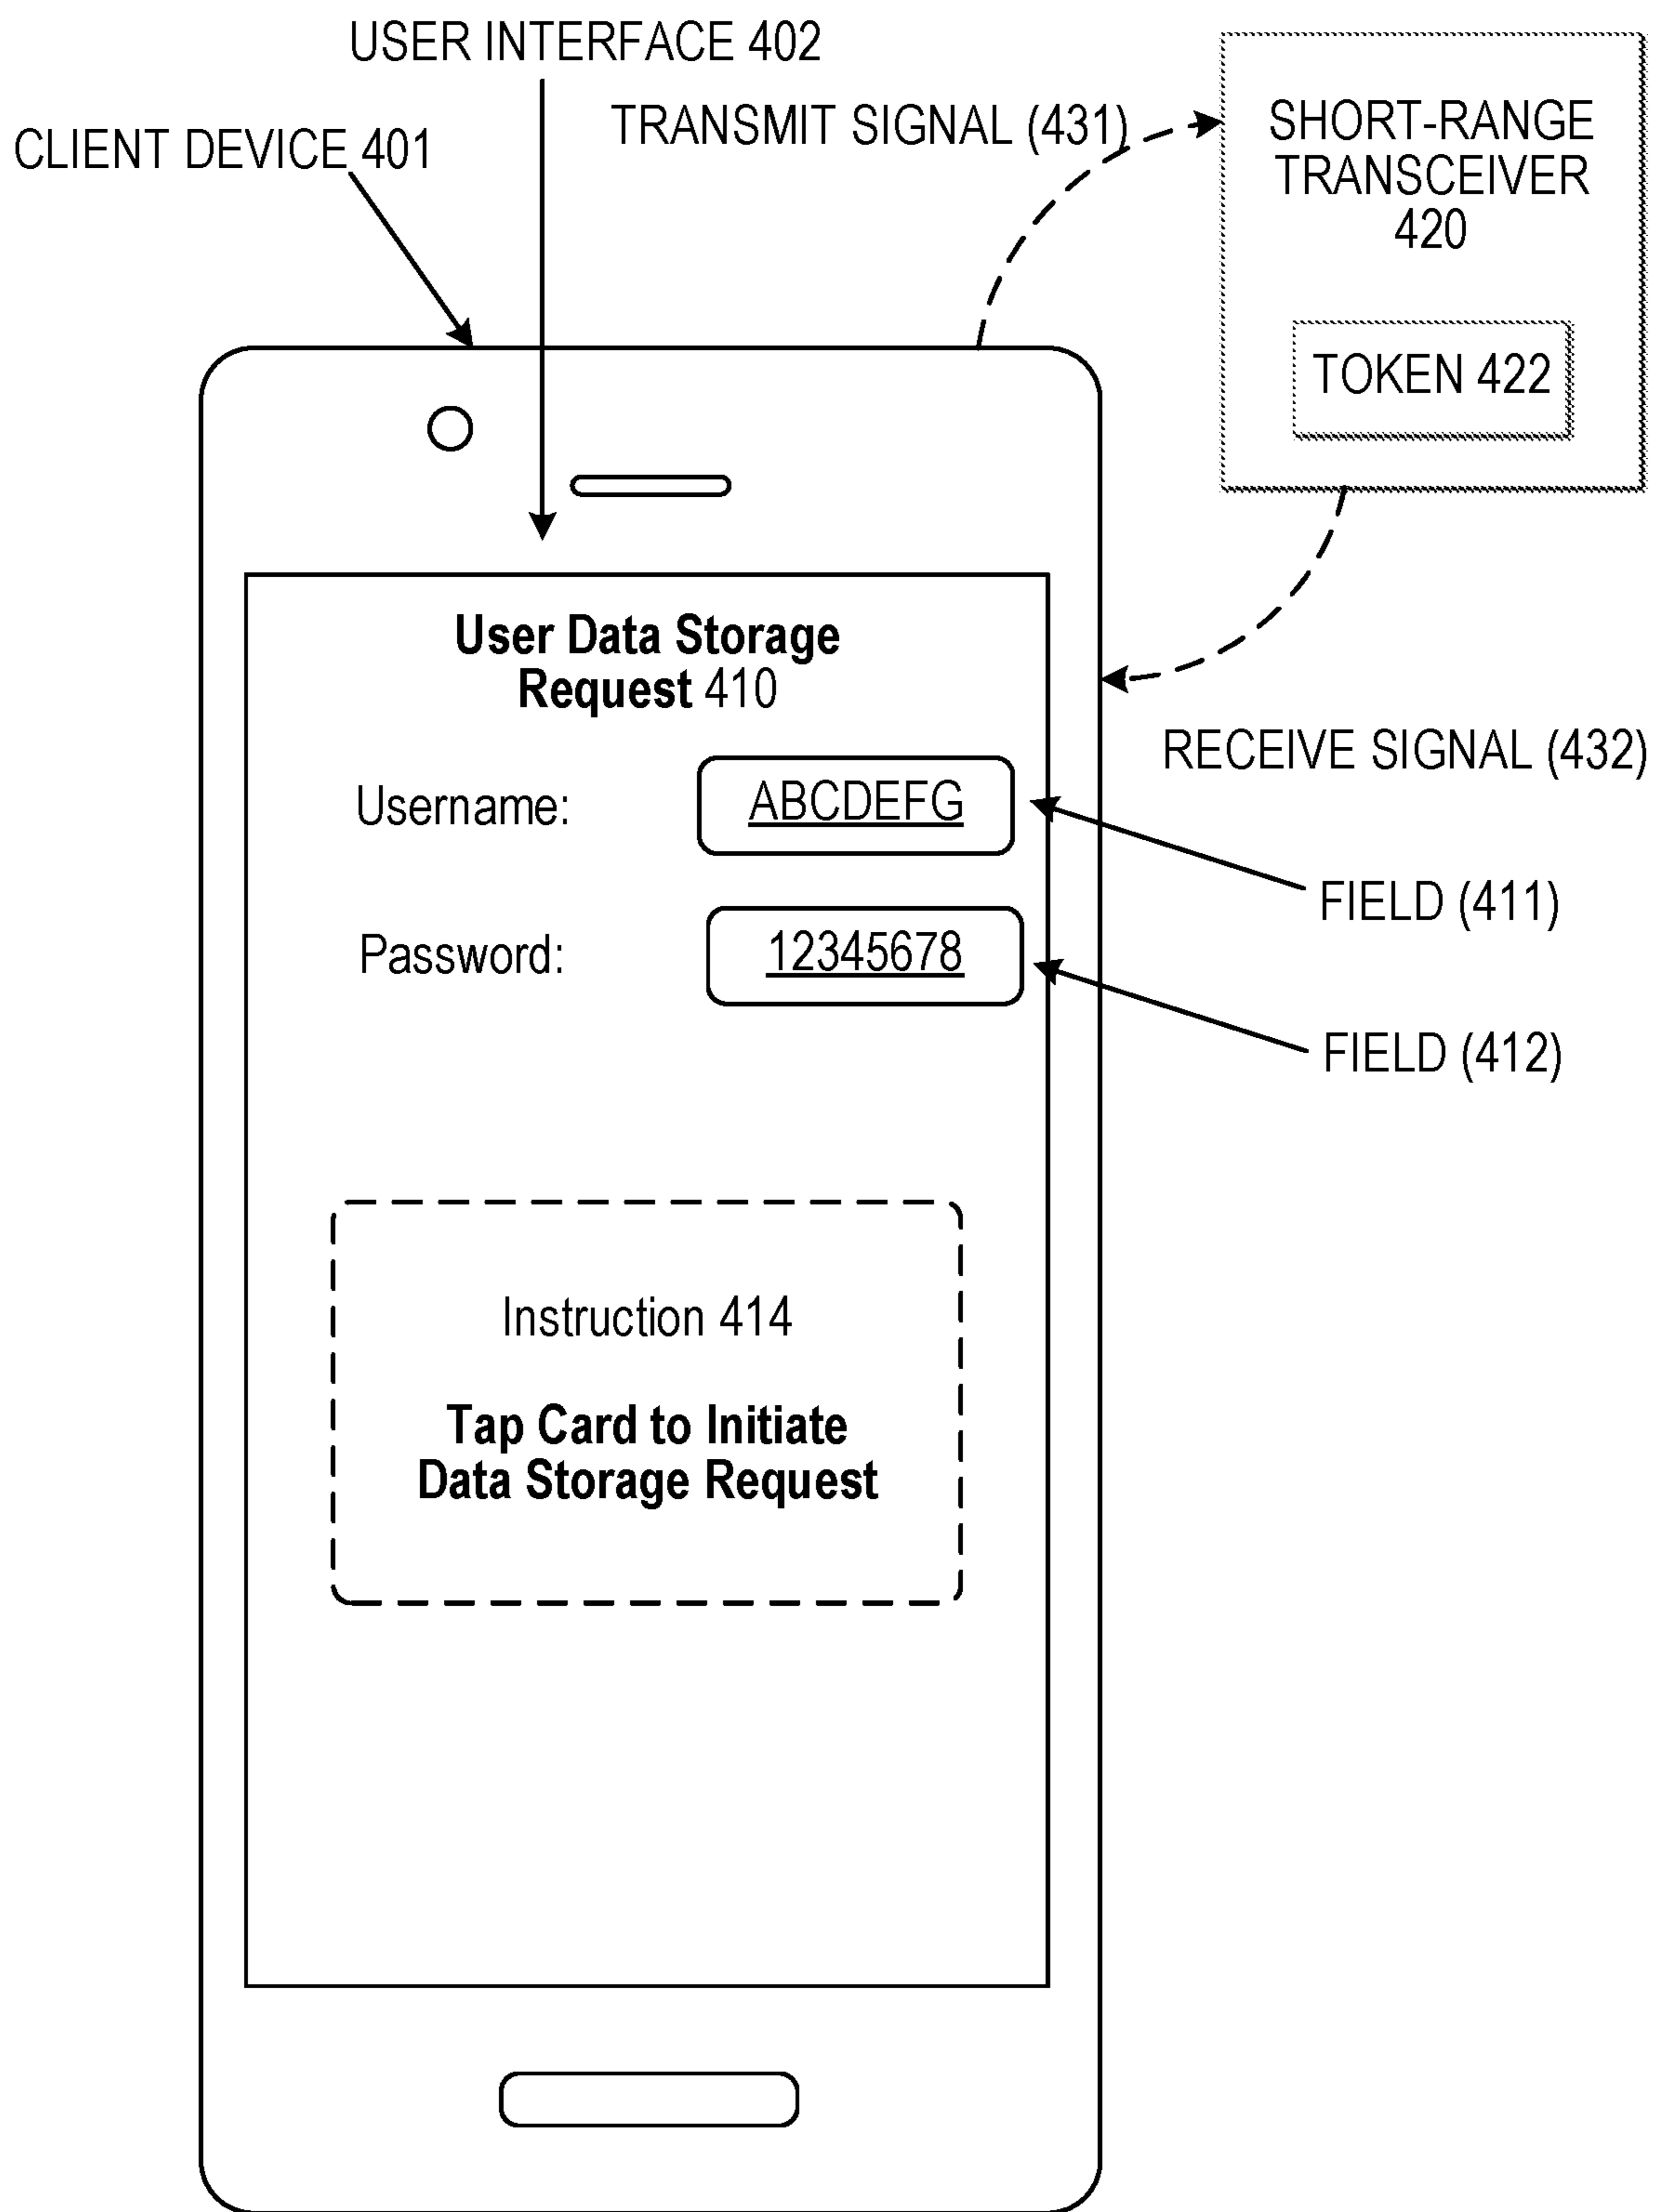 USER INTERFACE 402
CLIENT DEVICE 401
TRANSMIT SIGNAL (431)
SHORT-RANGE
TRANSCEIVER
420
TOKEN 422
User Data Storage
Request 410
RECEIVE SIGNAL (432)
Username:
ABCDEFG
FIELD (411)
Password:
12345678
FIELD (412)
Instruction 414
Tap Card to Initiate
Data Storage Request